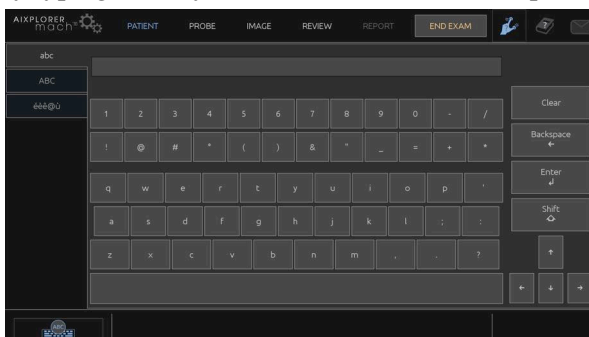 AIXPLORER
mach
PATIENT PROBE IMAGE REVIEW REPORT END EXAM
abc
ABC
éèê@ù
1 2 3 4 5 6 7 8 9 0 - /
! @ # ( ) & _ = +
q w e r t y u i o p '
a s d f g h j k l ; :
z x c v b n m , . ?
Clear
Backspace
←
Enter
↲
Shift
⇧
↑
← ↓ →
ABC